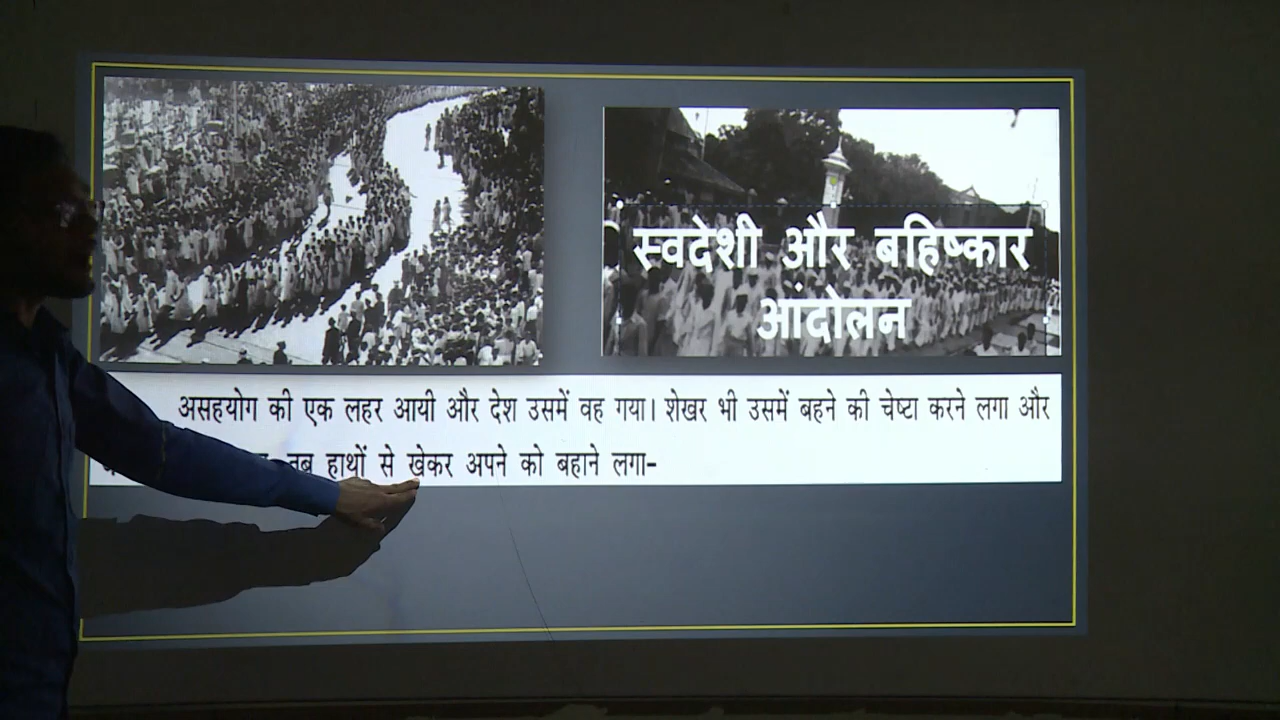 स्वदेशी और बहिष्कार
आंदोलन
असहयोग की एक लहर आयी और देश उसमें वह गया। शेखर भी उसमें बहने की चेष्टा करने लगा और
हाथों से खेकर अपने को बहाने लगा-